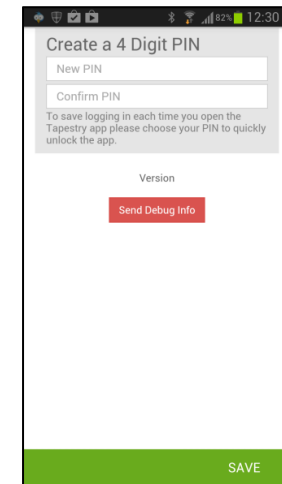 82% 12:30
Create a 4 Digit PIN
New PIN
Confirm PIN
To save logging in each time you open the
Tapestry app please choose your PIN to quickly
unlock the app.
Version
Send Debug Info
SAVE